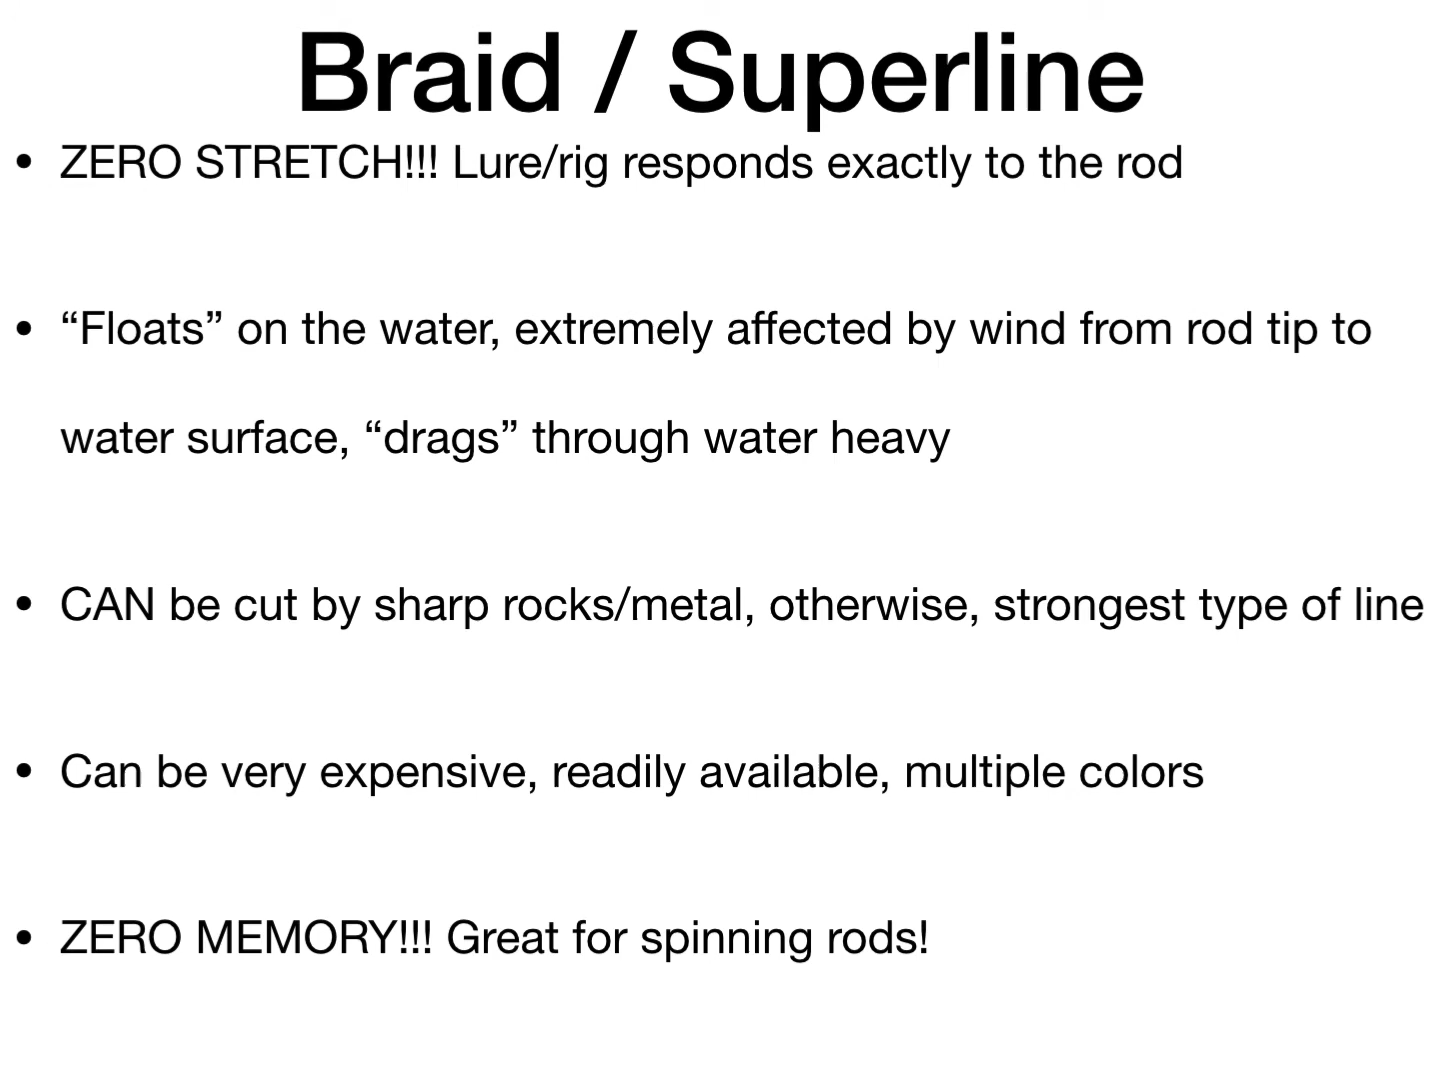 Braid / Superline
• ZERO STRETCH!!! Lure/rig responds exactly to the rod
• “Floats” on the water, extremely affected by wind from rod tip to
water surface, “drags” through water heavy
• CAN be cut by sharp rocks/metal, otherwise, strongest type of line
• Can be very expensive, readily available, multiple colors
• ZERO MEMORY!!! Great for spinning rods!